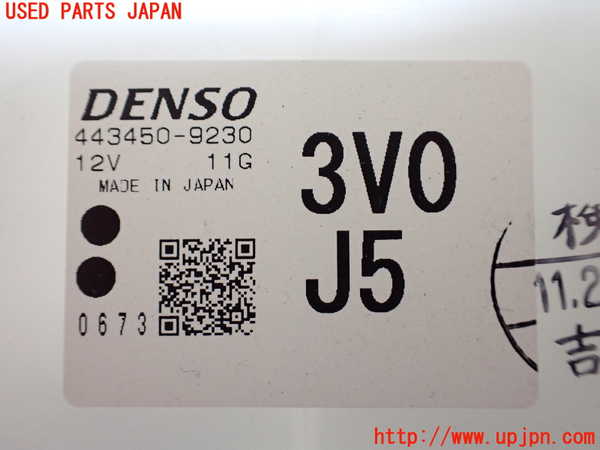 USED PARTS JAPAN
DENSO
443450-9230
12V 11G
MADE IN JAPAN
3V0
J5
0673
11.2
吉
http://www.upjpn.com/